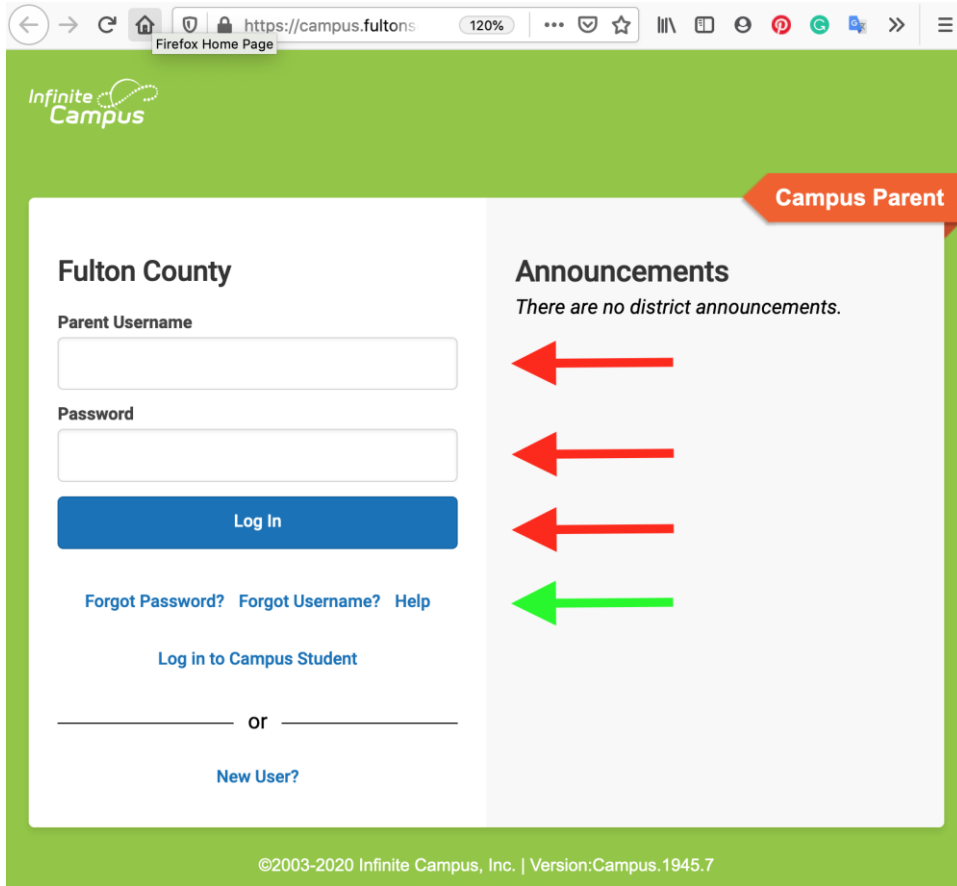 https://campus.fultons
120%
Firefox Home Page
Infinite
Campus
Campus Parent
Fulton County
Parent Username
Password
Log In
Forgot Password? Forgot Username? Help
Log in to Campus Student
or
New User?
Announcements
There are no district announcements.
©2003-2020 Infinite Campus, Inc. | Version:Campus.1945.7